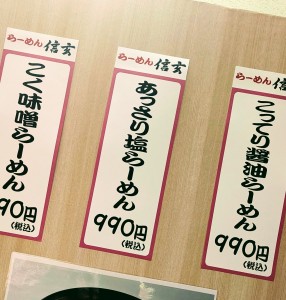 らーめん 信玄
こってり醤油らーめん
990円
(税込)
らーめん 信玄
あっさり塩らーめん
990円
(税込)
らーめん 信玄
こく味噌らーめん
90円
(税込)